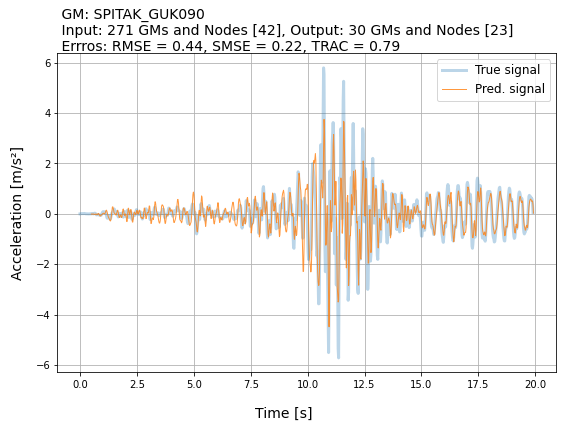 GM: SPITAK_GUK090
Input: 271 GMs and Nodes [42], Output: 30 GMs and Nodes [23]
Erros: RMSE = 0.44, SMSE = 0.22, TRAC = 0.79
True signal
Pred. signal
6
4
2
0
−2
−4
−6
Acceleration [m/s²]
0.0 2.5 5.0 7.5 10.0 12.5 15.0 17.5 20.0
Time [s]